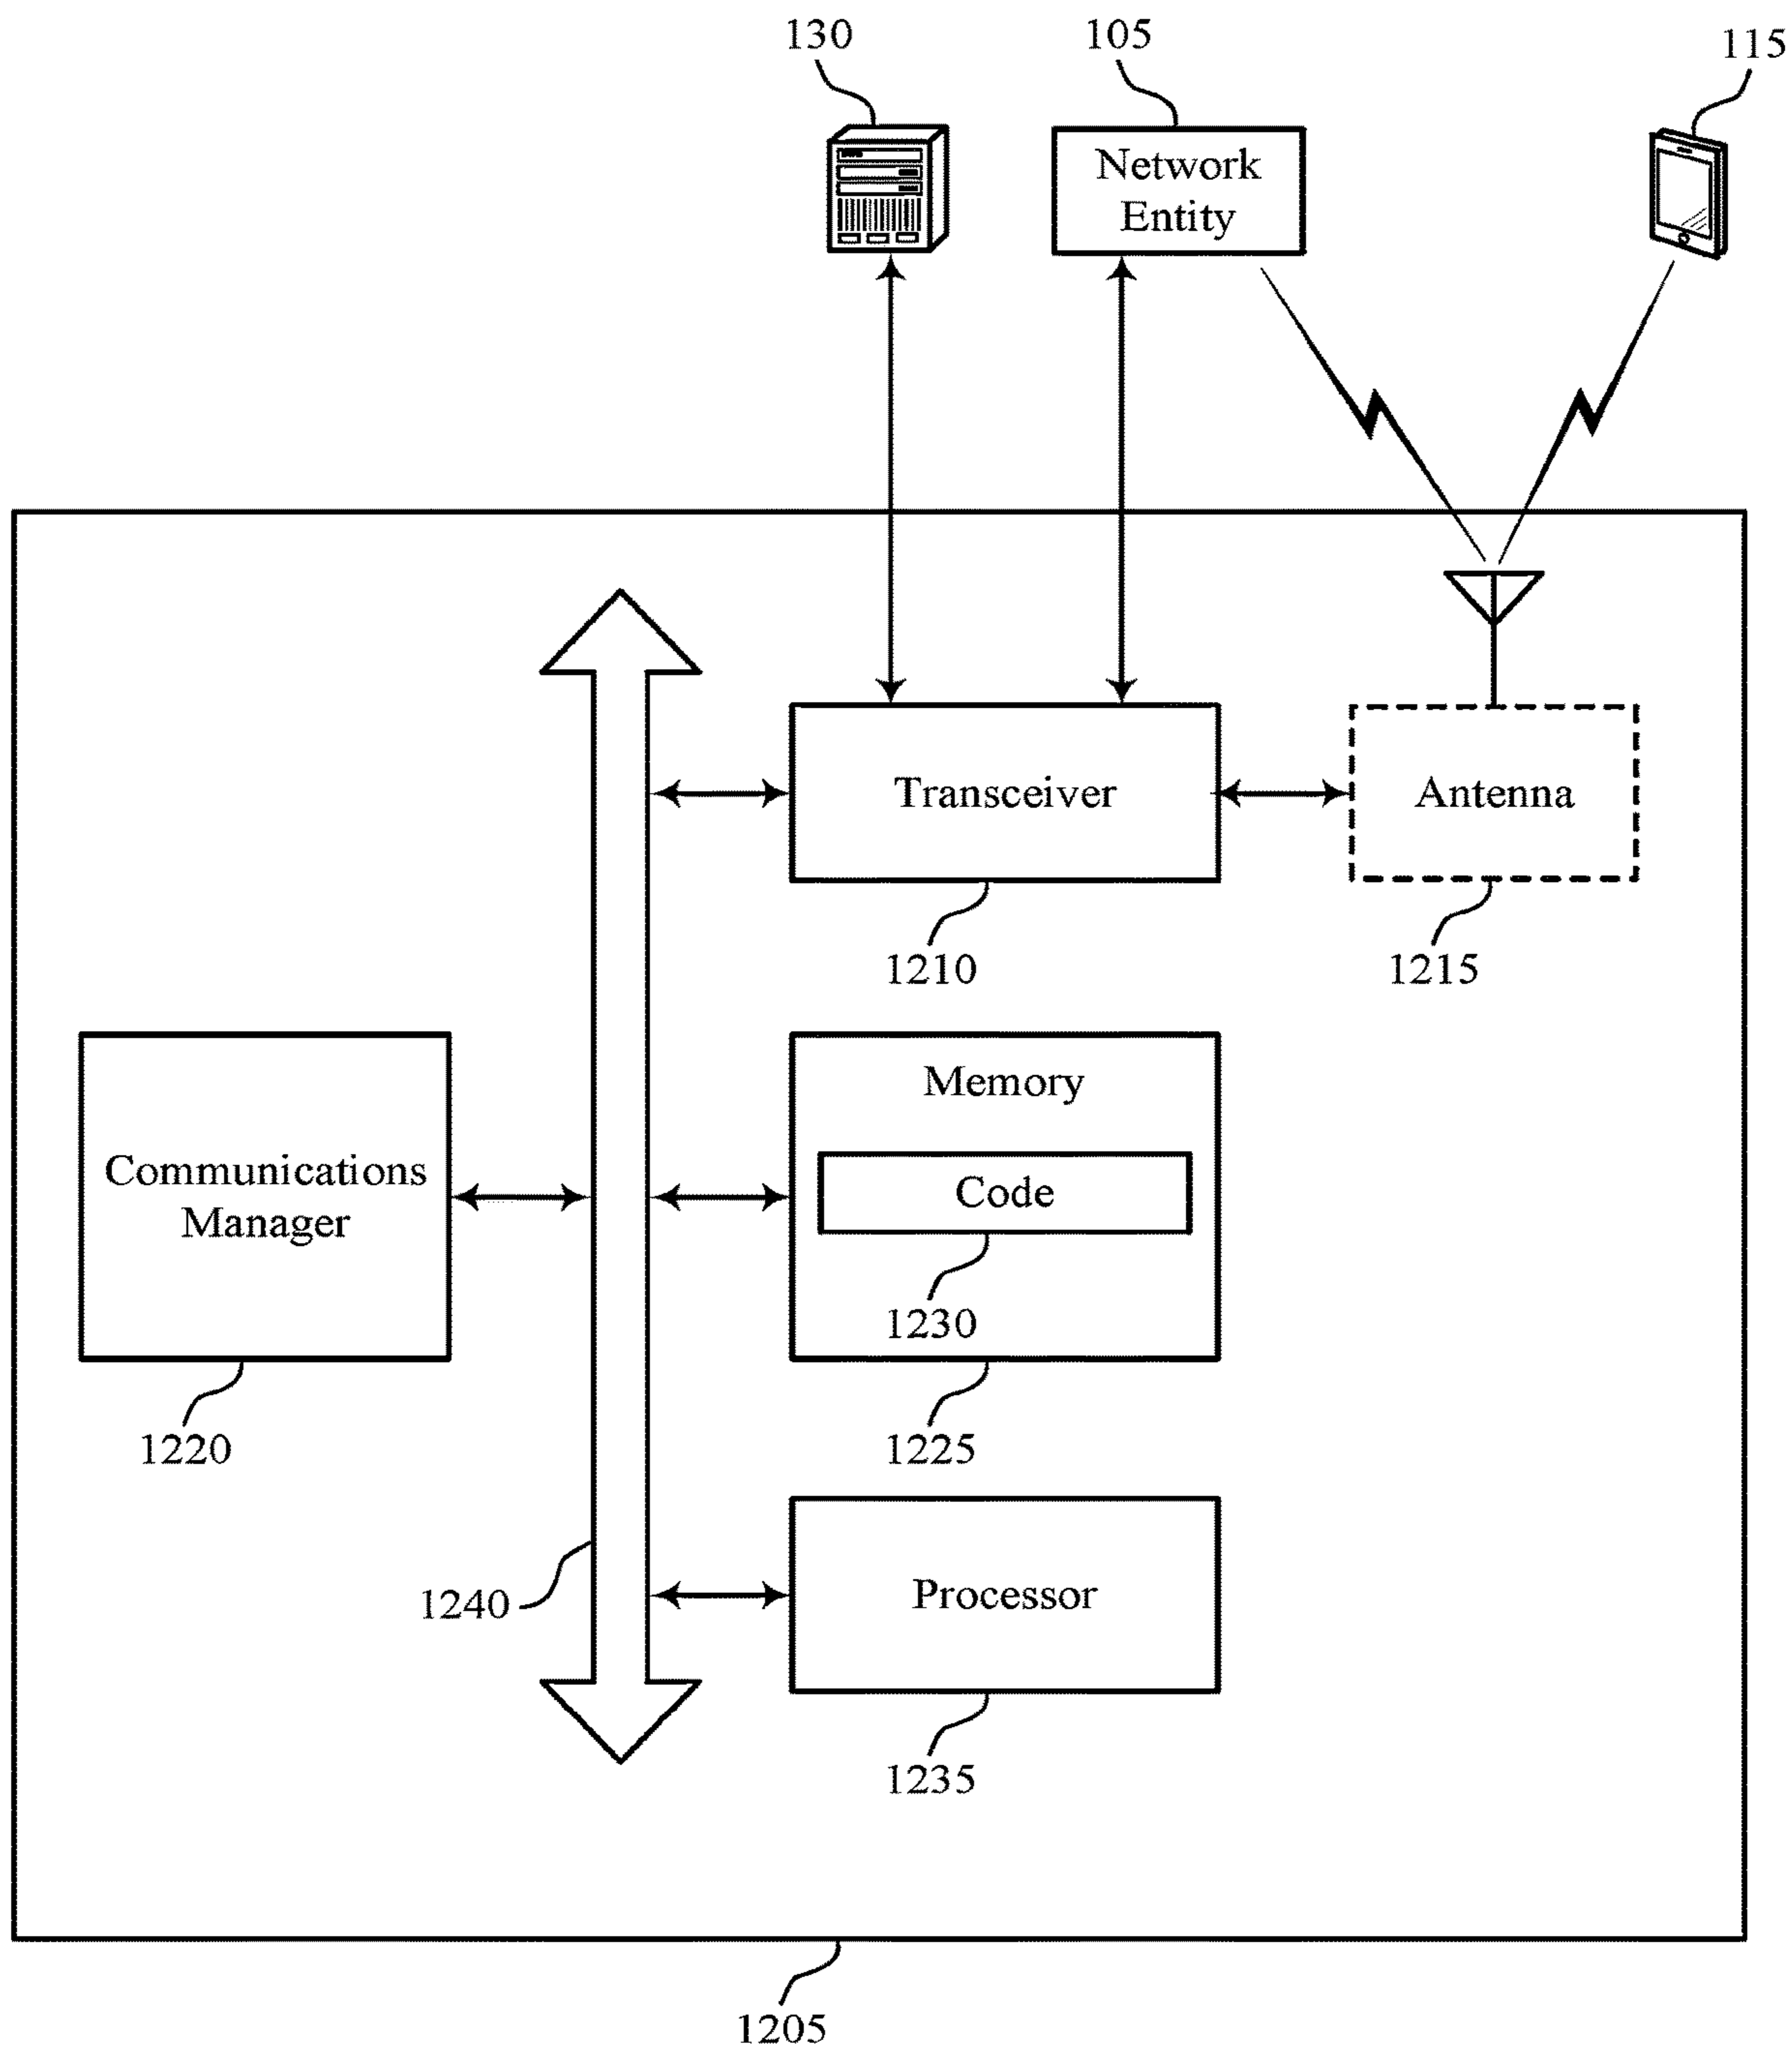 130
105
115
Network
Entity
Transceiver
Antenna
1210
1215
Memory
Communications
Manager
Code
1230
1220
1225
1240
Processor
1235
1205